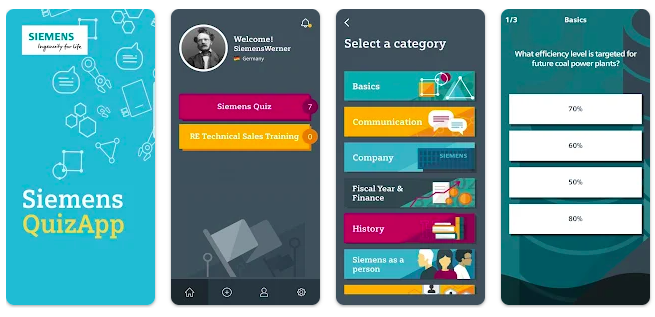 SIEMENS
Ingenuity for life
Siemens
QuizApp
Welcome!
SiemensWerner
Germany
Siemens Quiz 7
RE Technical Sales Training 0
Select a category
Basics
Communication
Company
SIEMENS
Fiscal Year &
Finance
History
Siemens as a
person
1/3 Basics
What efficiency level is targeted for
future coal power plants?
70%
60%
50%
80%